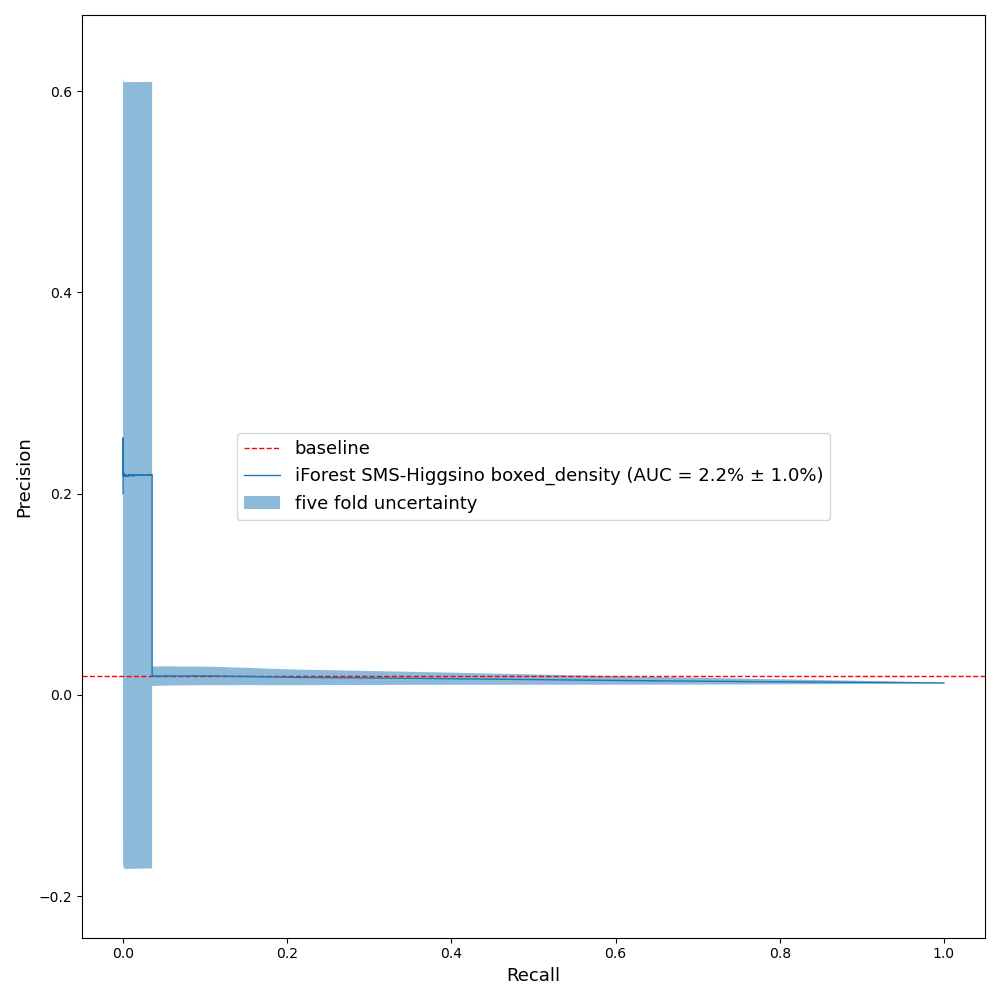 0.6
0.4
0.2
0.0
−0.2
Precision
baseline
iForest SMS-Higgsino boxed_density (AUC = 2.2% ± 1.0%)
five fold uncertainty
0.0 0.2 0.4 0.6 0.8 1.0
Recall